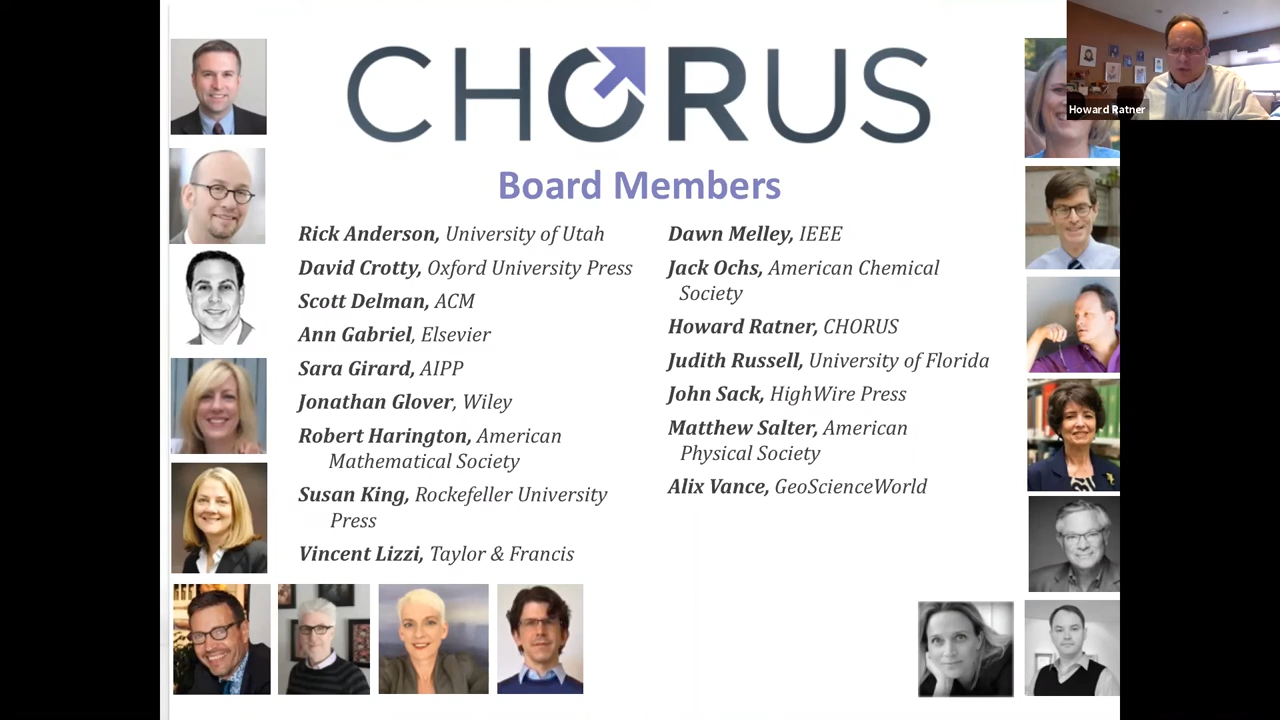 CHORUS
Howard Ratner
Board Members
Rick Anderson, University of Utah
David Crotty, Oxford University Press
Scott Delman, ACM
Ann Gabriel, Elsevier
Sara Girard, AIPP
Jonathan Glover, Wiley
Robert Harington, American
Mathematical Society
Susan King, Rockefeller University
Press
Vincent Lizzi, Taylor & Francis
Dawn Melley, IEEE
Jack Ochs, American Chemical
Society
Howard Ratner, CHORUS
Judith Russell, University of Florida
John Sack, HighWire Press
Matthew Salter, American
Physical Society
Alix Vance, GeoScienceWorld